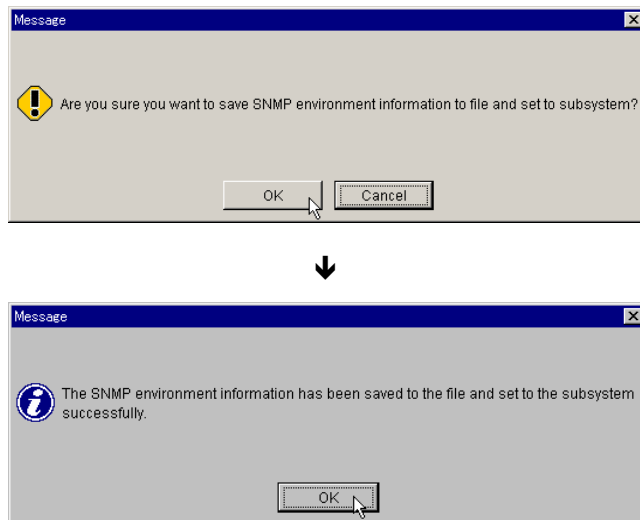 Message
Are you sure you want to save SNMP environment information to file and set to subsystem?
OK
Cancel
Message
The SNMP environment information has been saved to the file and set to the subsystem
successfully.
OK